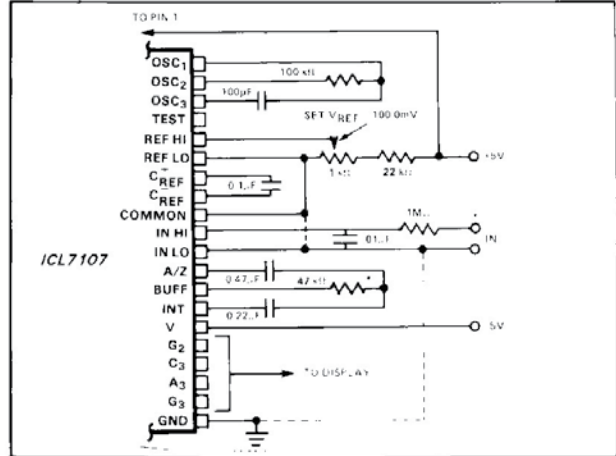 TO PIN 1
OSC1
OSC2
100 kΩ
OSC3
100µF
TEST
SET VREF
100.0mV
REF HI
REF LO
+5V
1 kΩ
22 kΩ
C+REF
0.1µF
C-REF
COMMON
1MΩ
+
IN HI
.01µF
IN
IN LO
ICL7107
A/Z
0.47µF
BUFF
47 kΩ
INT
0.22µF
V
-5V
G2
C3
TO DISPLAY
A3
G3
GND